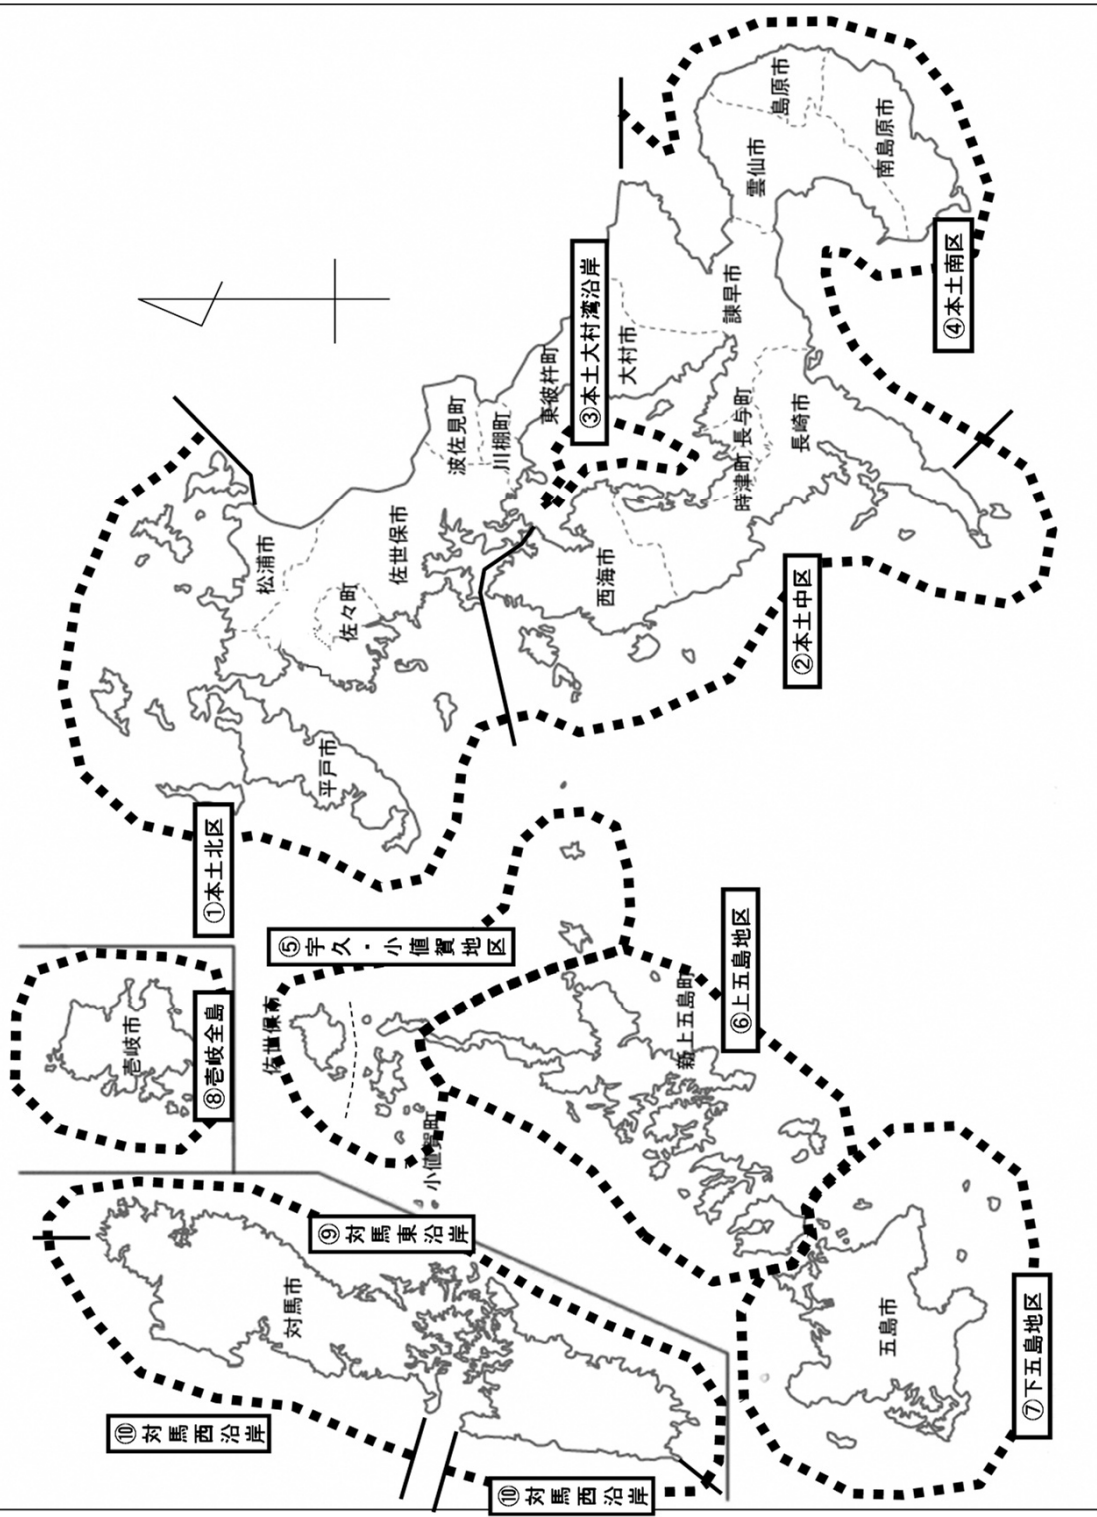 ⑩対馬西沿岸
⑩対馬西沿岸
対馬市
⑨対馬東沿岸
⑧壱岐全島
壱岐市
佐世保市
小値賀町
⑤宇久・小値賀地区
新上五島町
⑥上五島地区
五島市
⑦下五島地区
①本土北区
平戸市
松浦市
佐々町
佐世保市
波佐見町
川棚町
東彼杵町
③本土大村湾沿岸
大村市
西海市
②本土中区
時津町
長与町
長崎市
諫早市
雲仙市
島原市
南島原市
④本土南区